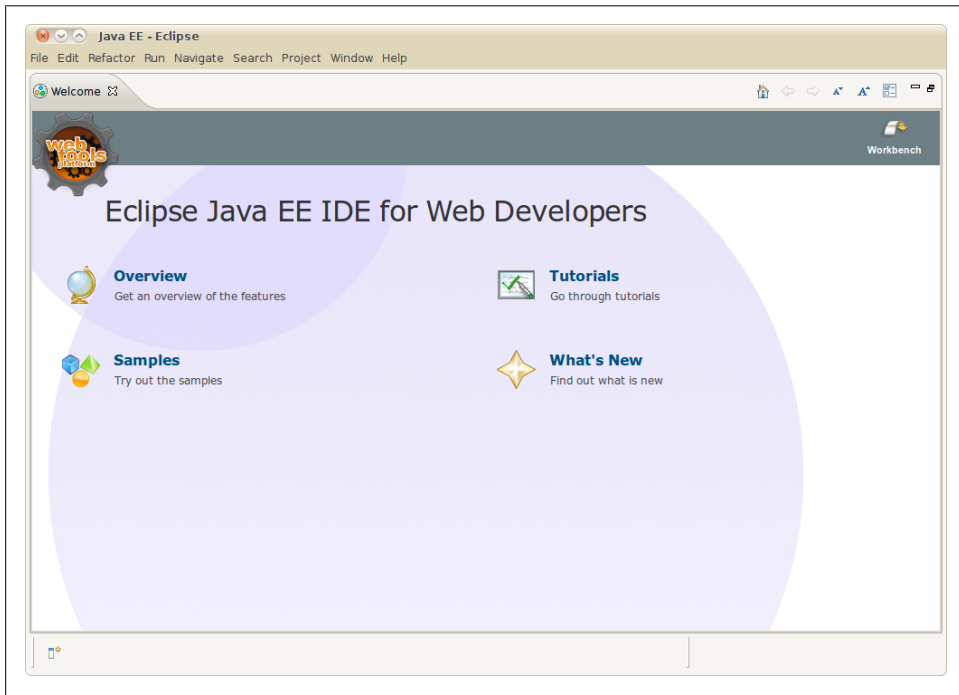 Java EE - Eclipse
File Edit Refactor Run Navigate Search Project Window Help
Welcome
web tools platform
Workbench
Eclipse Java EE IDE for Web Developers
Overview
Get an overview of the features
Tutorials
Go through tutorials
Samples
Try out the samples
What's New
Find out what is new